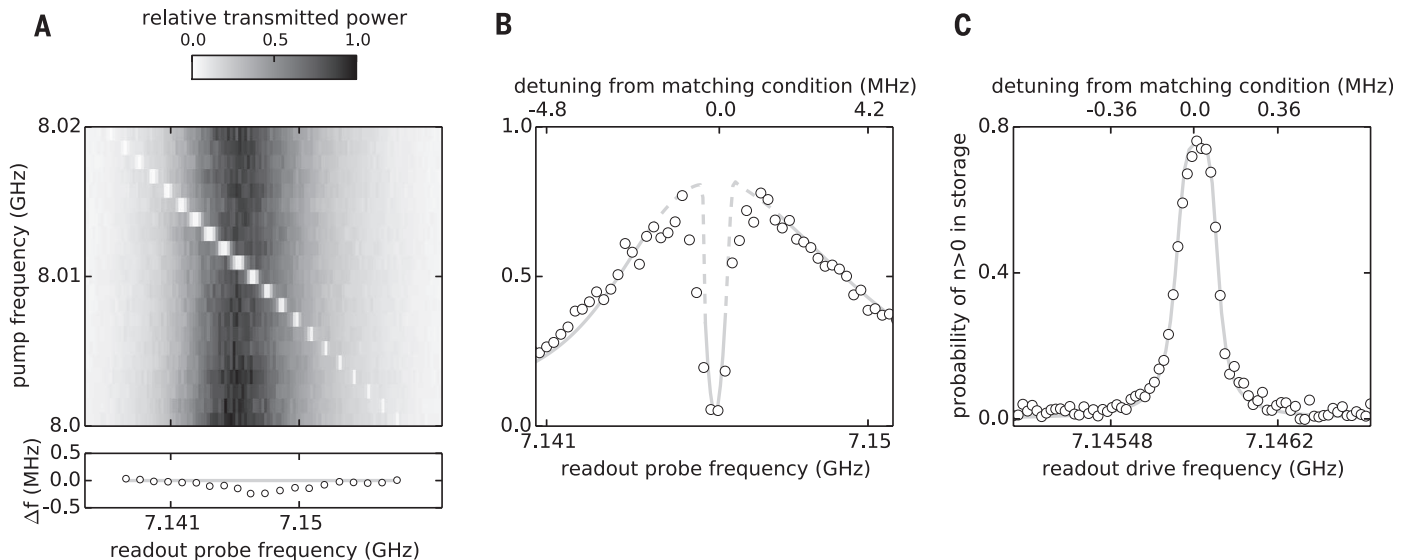 A
relative transmitted power
0.0 0.5 1.0
8.02
8.01
8.0
pump frequency (GHz)
0.5
0.0
-0.5
Δf (MHz)
7.141 7.15
readout probe frequency (GHz)
B
detuning from matching condition (MHz)
-4.8 0.0 4.2
1.0
0.5
0.0
7.141 7.15
readout probe frequency (GHz)
C
detuning from matching condition (MHz)
-0.36 0.0 0.36
0.8
0.4
0.0
probability of n>0 in storage
7.14548 7.1462
readout drive frequency (GHz)